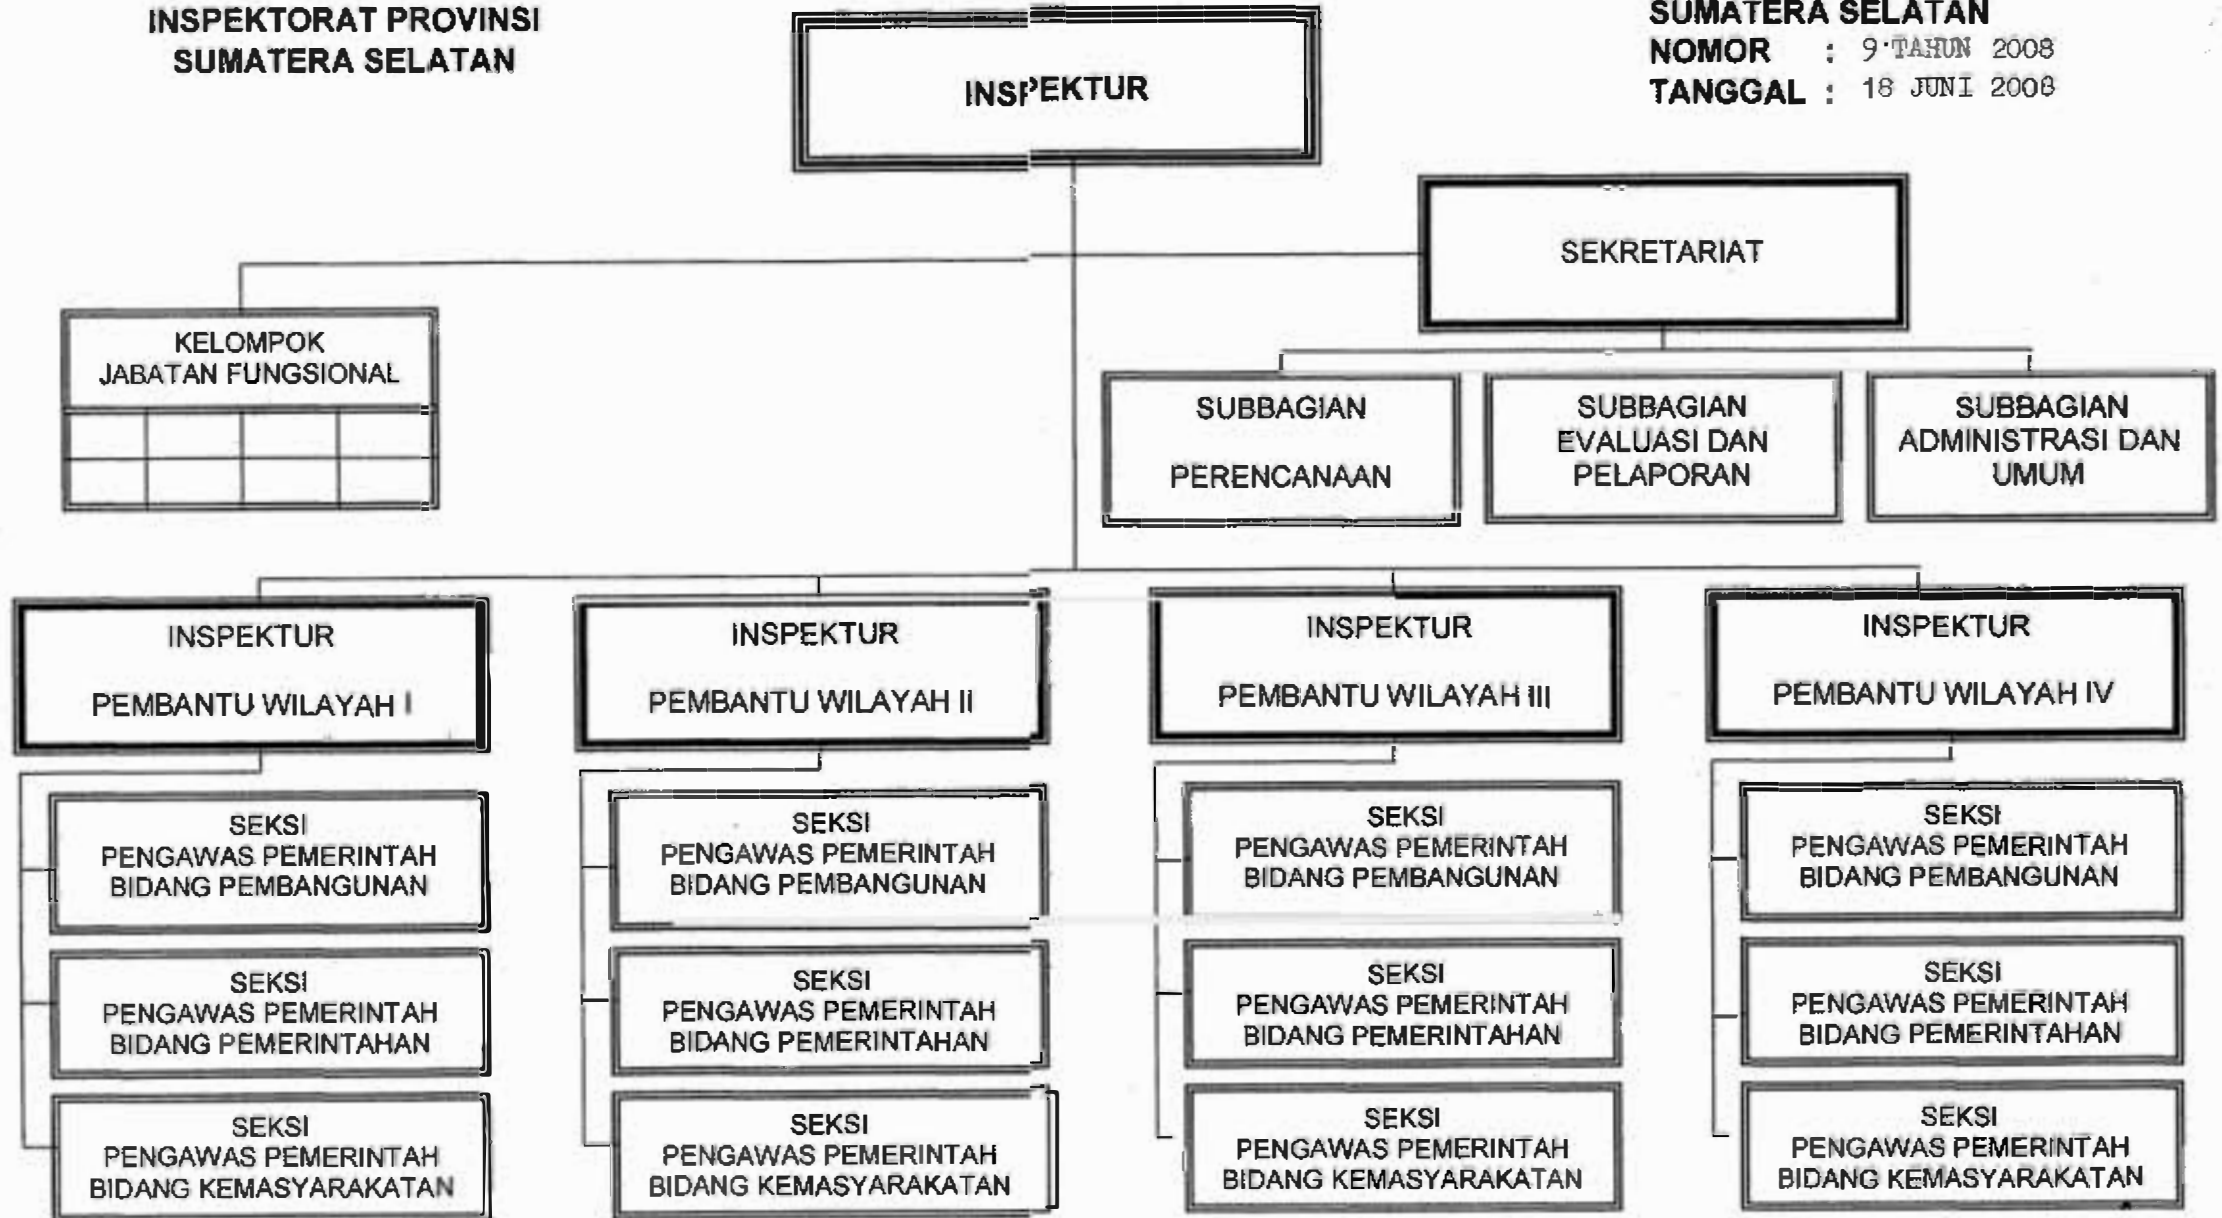 INSPEKTORAT PROVINSI
SUMATERA SELATAN
SUMATERA SELATAN
NOMOR : 9 TAHUN 2008
TANGGAL : 18 JUNI 2008
INSPEKTUR
SEKRETARIAT
KELOMPOK
JABATAN FUNGSIONAL
SUBBAGIAN
PERENCANAAN
SUBBAGIAN
EVALUASI DAN
PELAPORAN
SUBBAGIAN
ADMINISTRASI DAN
UMUM
INSPEKTUR
PEMBANTU WILAYAH I
INSPEKTUR
PEMBANTU WILAYAH II
INSPEKTUR
PEMBANTU WILAYAH III
INSPEKTUR
PEMBANTU WILAYAH IV
SEKSI
PENGAWAS PEMERINTAH
BIDANG PEMBANGUNAN
SEKSI
PENGAWAS PEMERINTAH
BIDANG PEMBANGUNAN
SEKSI
PENGAWAS PEMERINTAH
BIDANG PEMBANGUNAN
SEKSI
PENGAWAS PEMERINTAH
BIDANG PEMBANGUNAN
SEKSI
PENGAWAS PEMERINTAH
BIDANG PEMERINTAHAN
SEKSI
PENGAWAS PEMERINTAH
BIDANG PEMERINTAHAN
SEKSI
PENGAWAS PEMERINTAH
BIDANG PEMERINTAHAN
SEKSI
PENGAWAS PEMERINTAH
BIDANG PEMERINTAHAN
SEKSI
PENGAWAS PEMERINTAH
BIDANG KEMASYARAKATAN
SEKSI
PENGAWAS PEMERINTAH
BIDANG KEMASYARAKATAN
SEKSI
PENGAWAS PEMERINTAH
BIDANG KEMASYARAKATAN
SEKSI
PENGAWAS PEMERINTAH
BIDANG KEMASYARAKATAN